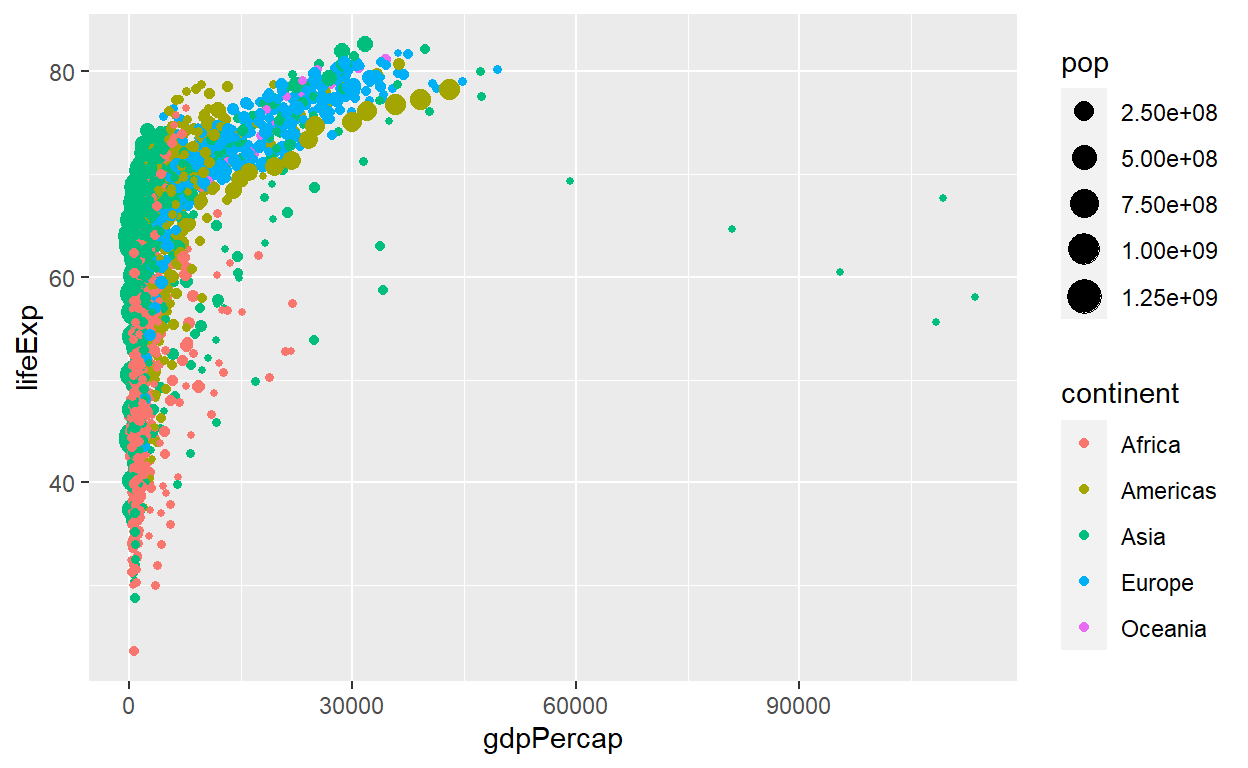 80
60
40
lifeExp
0
30000
60000
90000
gdpPercap
pop
2.50e+08
5.00e+08
7.50e+08
1.00e+09
1.25e+09
continent
Africa
Americas
Asia
Europe
Oceania